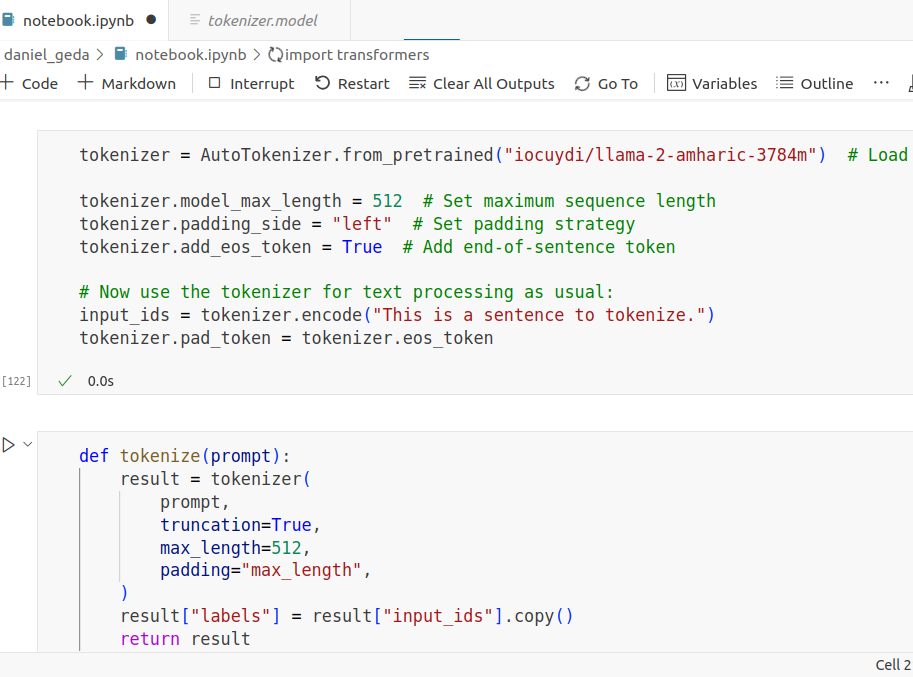 notebook.ipynb ●
tokenizer.model
daniel_geda > notebook.ipynb > import transformers
+ Code + Markdown Interrupt Restart Clear All Outputs Go To Variables Outline ...
tokenizer = AutoTokenizer.from_pretrained("iocuydi/llama-2-amharic-3784m")  # Load
tokenizer.model_max_length = 512  # Set maximum sequence length
tokenizer.padding_side = "left"  # Set padding strategy
tokenizer.add_eos_token = True  # Add end-of-sentence token
# Now use the tokenizer for text processing as usual:
input_ids = tokenizer.encode("This is a sentence to tokenize.")
tokenizer.pad_token = tokenizer.eos_token
[122] ✓ 0.0s
def tokenize(prompt):
    result = tokenizer(
        prompt,
        truncation=True,
        max_length=512,
        padding="max_length",
    )
    result["labels"] = result["input_ids"].copy()
    return result
Cell 2